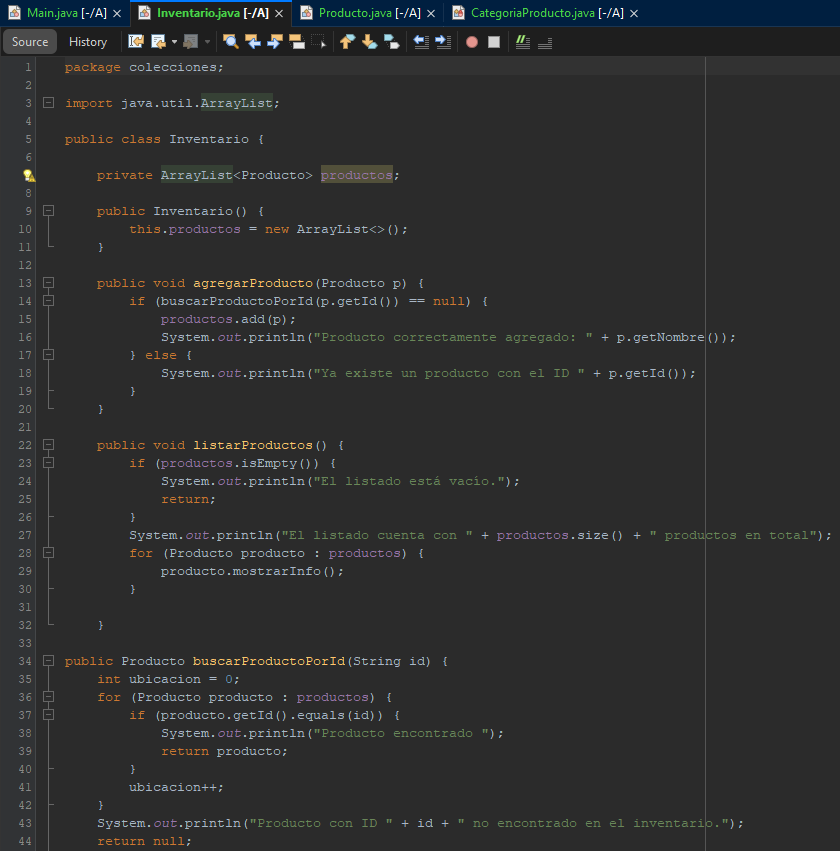 Main.java [-/A] Inventario.java [-/A] Producto.java [-/A] CategoriaProducto.java [-/A]
Source History
1 package colecciones;
2
3 import java.util.ArrayList;
4
5 public class Inventario {
6
private ArrayList<Producto> productos;
8
9 public Inventario() {
10 this.productos = new ArrayList<>();
11 }
12
13 public void agregarProducto(Producto p) {
14 if (buscarProductoPorId(p.getId()) == null) {
15 productos.add(p);
16 System.out.println("Producto correctamente agregado: " + p.getNombre());
17 } else {
18 System.out.println("Ya existe un producto con el ID " + p.getId());
19 }
20 }
21
22 public void listarProductos() {
23 if (productos.isEmpty()) {
24 System.out.println("El listado está vacío.");
25 return;
26 }
27 System.out.println("El listado cuenta con " + productos.size() + " productos en total");
28 for (Producto producto : productos) {
29 producto.mostrarInfo();
30 }
31
32 }
33
34 public Producto buscarProductoPorId(String id) {
35 int ubicacion = 0;
36 for (Producto producto : productos) {
37 if (producto.getId().equals(id)) {
38 System.out.println("Producto encontrado ");
39 return producto;
40 }
41 ubicacion++;
42 }
43 System.out.println("Producto con ID " + id + " no encontrado en el inventario.");
44 return null;